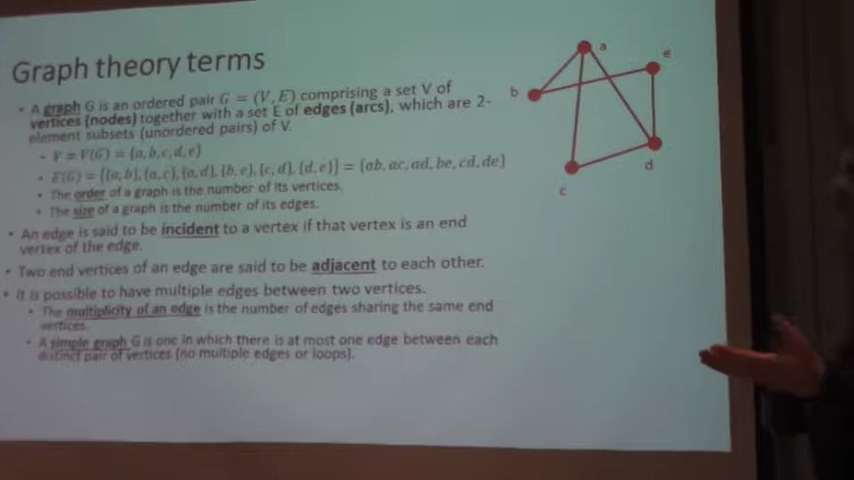 Graph theory terms
• A graph G is an ordered pair G = (V, E) comprising a set V of
vertices (nodes) together with a set E of edges (arcs), which are 2-
element subsets (unordered pairs) of V.
• V = V(G) = {a, b, c, d, e}
• E(G) = {{a, b}, {a, c}, {a, d}, {b, e}, {c, d}, {d, e}} = {ab, ac, ad, be, cd, de}
• The order of a graph is the number of its vertices.
• The size of a graph is the number of its edges.
• An edge is said to be incident to a vertex if that vertex is an end
vertex of the edge.
• Two end vertices of an edge are said to be adjacent to each other.
• It is possible to have multiple edges between two vertices.
• The multiplicity of an edge is the number of edges sharing the same end
vertices.
• A simple graph G is one in which there is at most one edge between each
distinct pair of vertices (no multiple edges or loops).
a
e
b
d
c